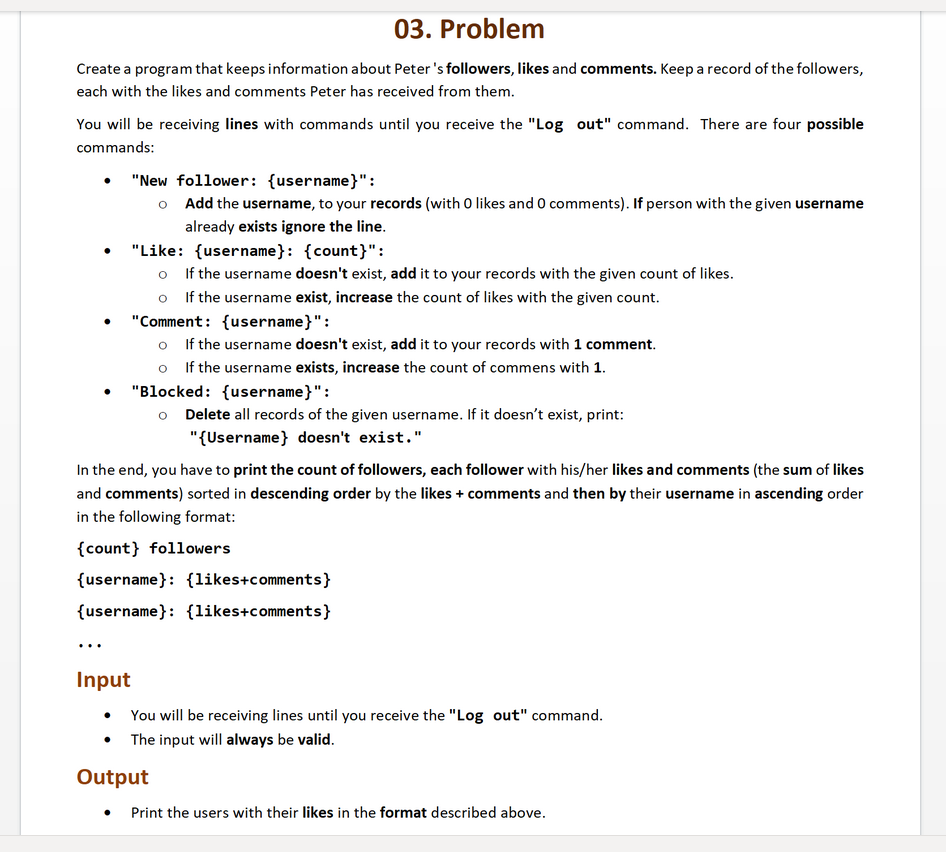 03. Problem
Create a program that keeps information about Peter 's followers, likes and comments. Keep a record of the followers,
each with the likes and comments Peter has received from them.
You will be receiving lines with commands until you receive the "Log out" command. There are four possible
commands:
• "New follower: {username}":
o Add the username, to your records (with 0 likes and 0 comments). If person with the given username
already exists ignore the line.
• "Like: {username}: {count}":
o If the username doesn't exist, add it to your records with the given count of likes.
o If the username exist, increase the count of likes with the given count.
• "Comment: {username}":
o If the username doesn't exist, add it to your records with 1 comment.
o If the username exists, increase the count of commens with 1.
• "Blocked: {username}":
o Delete all records of the given username. If it doesn’t exist, print:
"{Username} doesn't exist."
In the end, you have to print the count of followers, each follower with his/her likes and comments (the sum of likes
and comments) sorted in descending order by the likes + comments and then by their username in ascending order
in the following format:
{count} followers
{username}: {likes+comments}
{username}: {likes+comments}
...
Input
• You will be receiving lines until you receive the "Log out" command.
• The input will always be valid.
Output
• Print the users with their likes in the format described above.